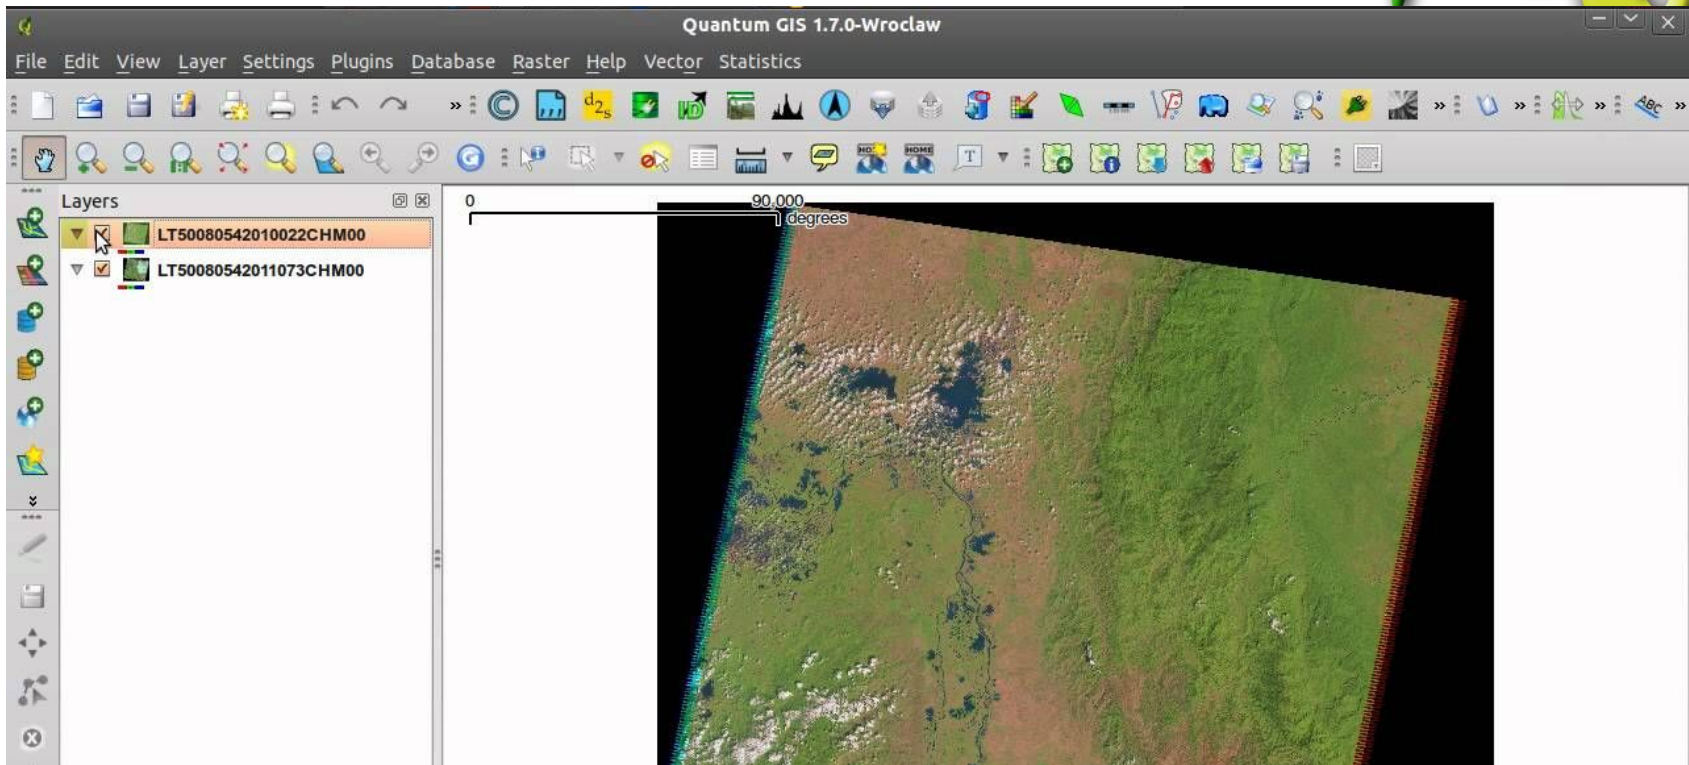 Quantum GIS 1.7.0-Wroclaw
File Edit View Layer Settings Plugins Database Raster Help Vector Statistics
Layers
LT50080542010022CHM00
LT50080542011073CHM00
0 90,000
degrees